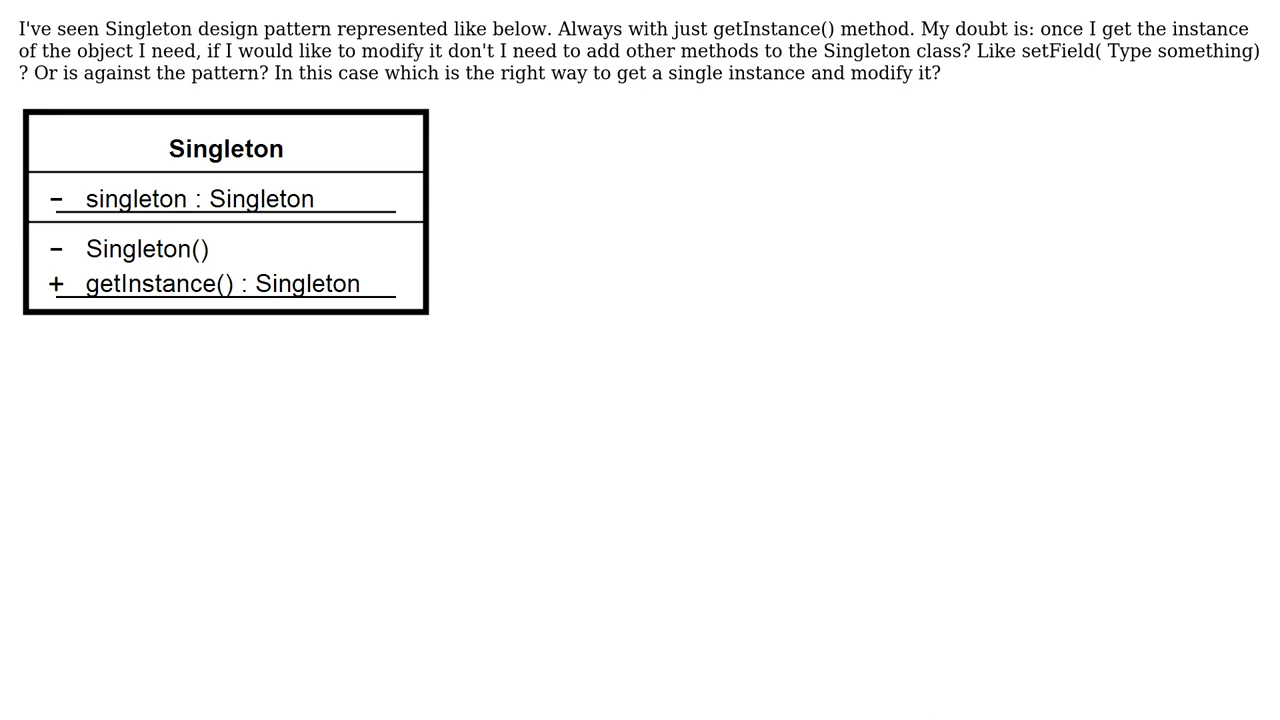 I've seen Singleton design pattern represented like below. Always with just getInstance() method. My doubt is: once I get the instance
of the object I need, if I would like to modify it don't I need to add other methods to the Singleton class? Like setField( Type something)
? Or is against the pattern? In this case which is the right way to get a single instance and modify it?
Singleton
- singleton : Singleton
- Singleton()
+ getInstance() : Singleton